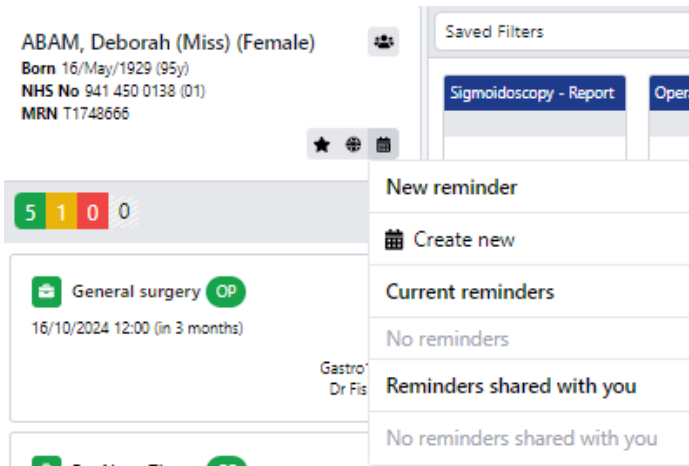 ABAM, Deborah (Miss) (Female)
Born 16/May/1929 (95y)
NHS No 941 450 0138 (01)
MRN T1748666
5 1 0 0
General surgery OP
16/10/2024 12:00 (in 3 months)
Dr Fis
Saved Filters
Sigmoidoscopy - Report
New reminder
Create new
Current reminders
No reminders
Reminders shared with you
No reminders shared with you